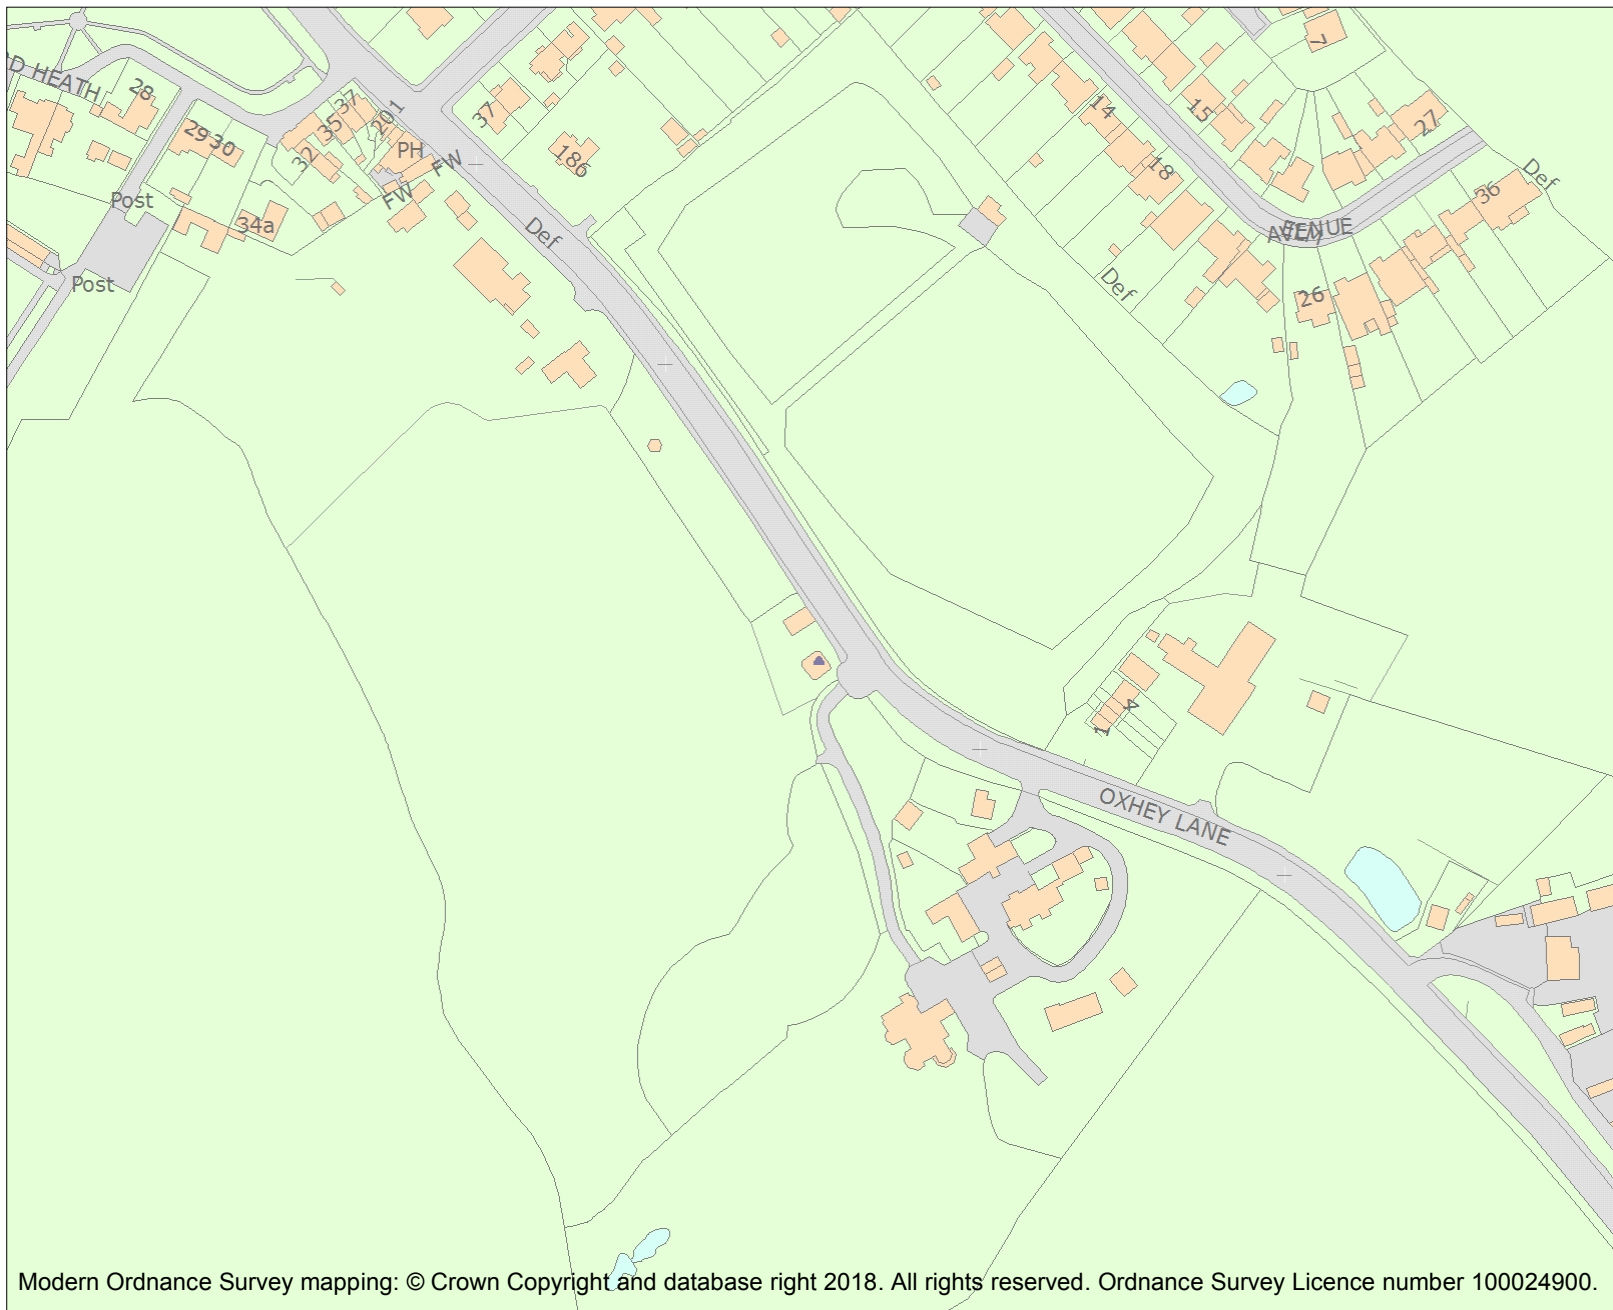 RD HEATH
28
37
35
201
37
7
14
15
27
29 30
32
PH
FW
186
18
36
Def
Post
FW
34a
Def
AVENUE
Post
Def
26
4
1
OXHEY LANE
Modern Ordnance Survey mapping: © Crown Copyright and database right 2018. All rights reserved. Ordnance Survey Licence number 100024900.